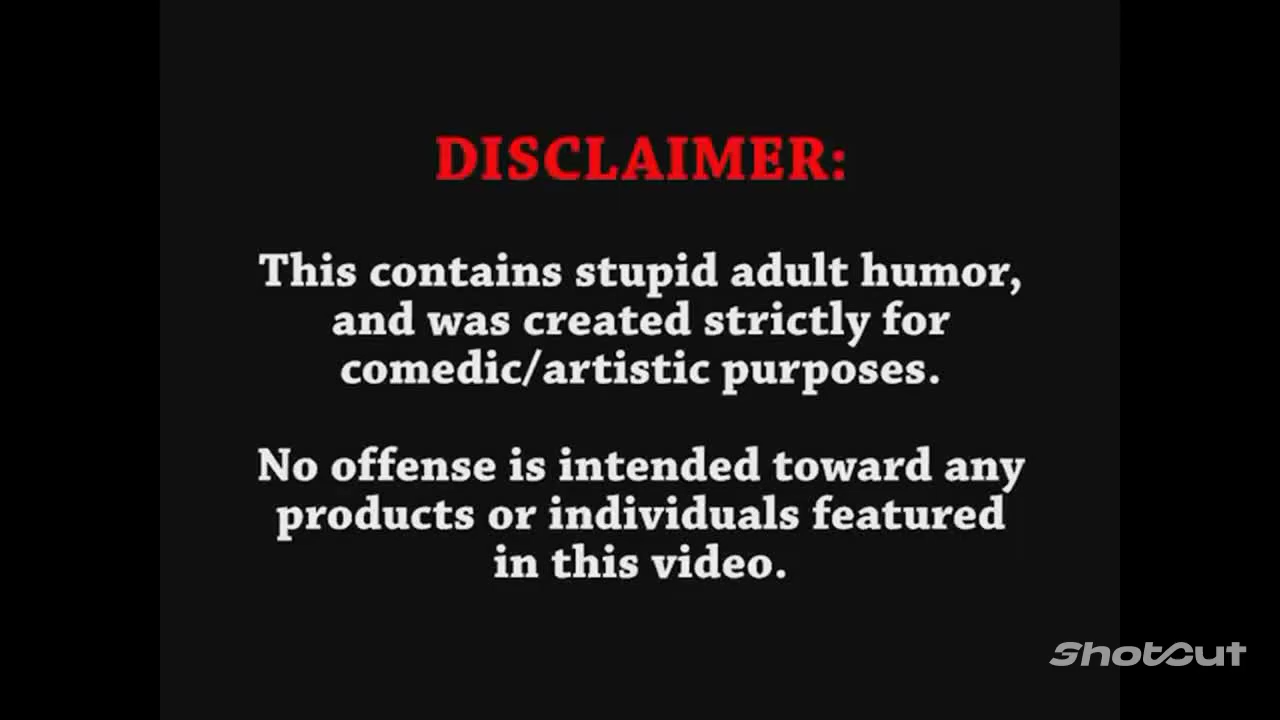 DISCLAIMER:
This contains stupid adult humor,
and was created strictly for
comedic/artistic purposes.
No offense is intended toward any
products or individuals featured
in this video.
ShotCut